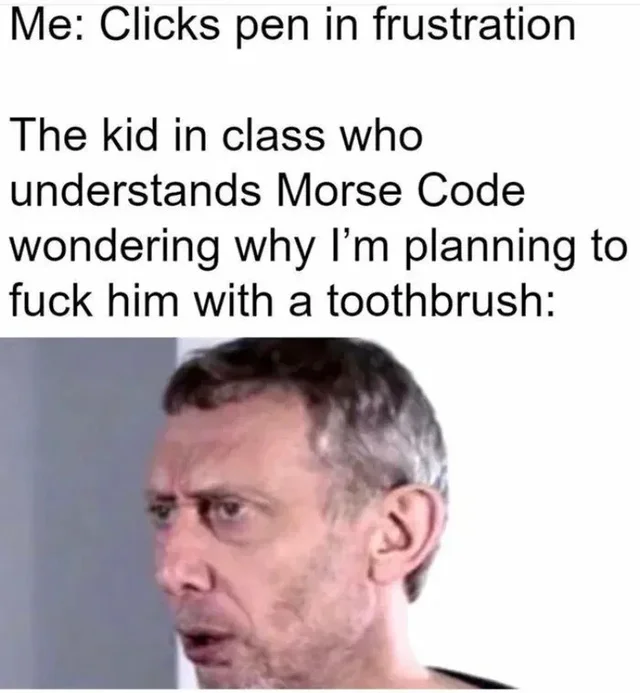 Me: Clicks pen in frustration
The kid in class who
understands Morse Code
wondering why I'm planning to
fuck him with a toothbrush: